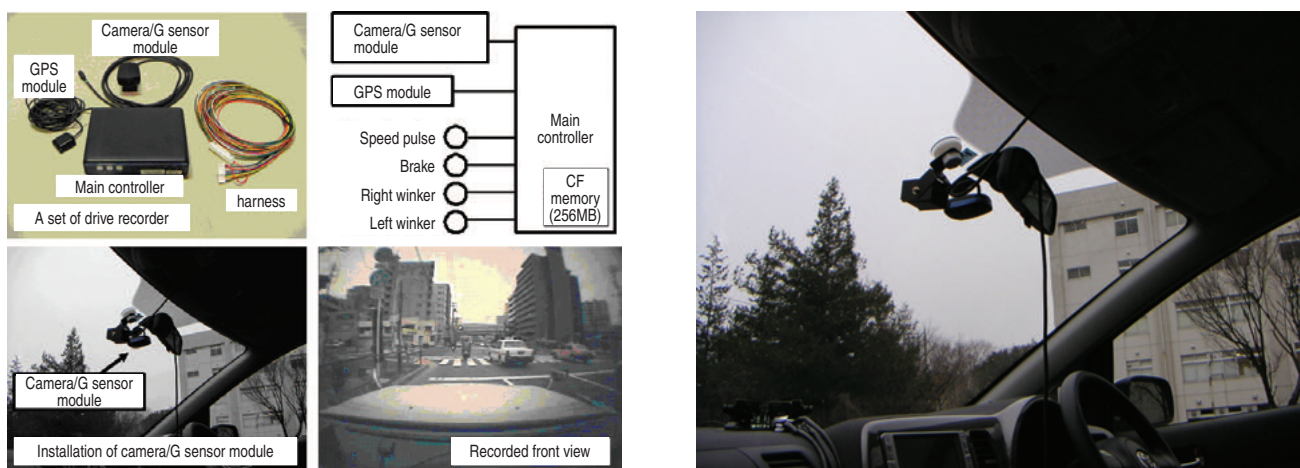 Camera/G sensor
module
GPS
module
Main controller
harness
A set of drive recorder
Camera/G sensor
module
GPS module
Speed pulse
Brake
Right winker
Left winker
Main
controller
CF
memory
(256MB)
Camera/G sensor
module
Installation of camera/G sensor module
Recorded front view